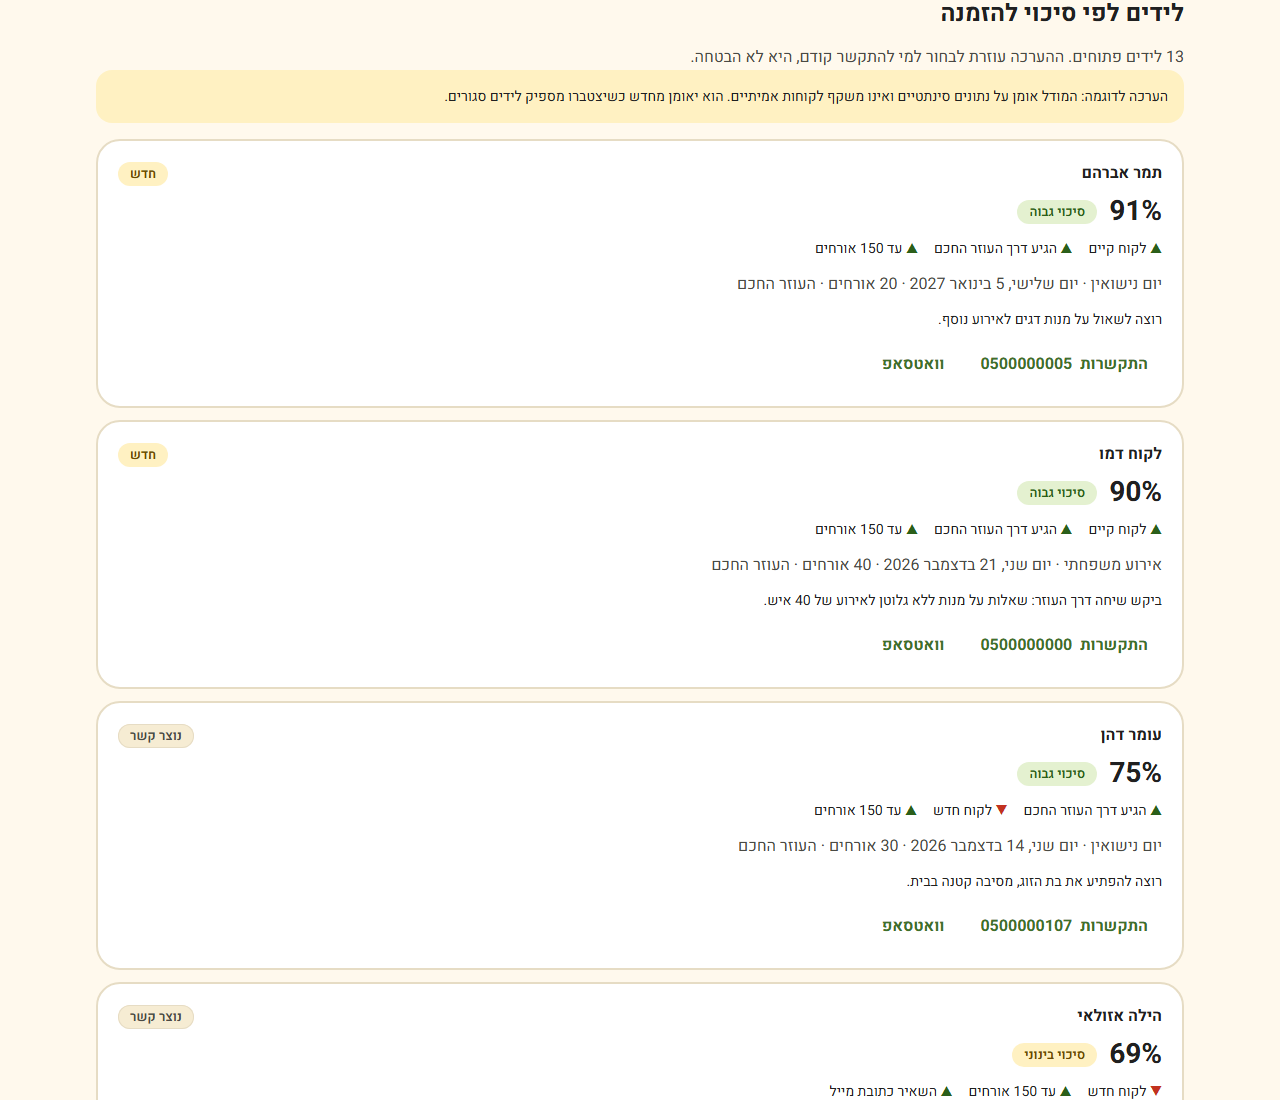 לידים לפי סיכוי להזמנה
13 לידים פתוחים. ההערכה עוזרת לבחור למי להתקשר קודם, היא לא הבטחה.
הערכה לדוגמה: המודל אומן על נתונים סינתטיים ואינו משקף לקוחות אמיתיים. הוא יאומן מחדש כשיצטברו מספיק לידים סגורים.
תמר אברהם חדש
91% סיכוי גבוה
▲ לקוח קיים ▲ הגיע דרך העוזר החכם ▲ עד 150 אורחים
יום נישואין · יום שלישי, 5 בינואר 2027 · 20 אורחים · העוזר החכם
רוצה לשאול על מנות דגים לאירוע נוסף.
התקשרות 0500000005 וואטסאפ
לקוח דמו חדש
90% סיכוי גבוה
▲ לקוח קיים ▲ הגיע דרך העוזר החכם ▲ עד 150 אורחים
אירוע משפחתי · יום שני, 21 בדצמבר 2026 · 40 אורחים · העוזר החכם
ביקש שיחה דרך העוזר: שאלות על מנות ללא גלוטן לאירוע של 40 איש.
התקשרות 0500000000 וואטסאפ
עומר דהן נוצר קשר
75% סיכוי גבוה
▲ הגיע דרך העוזר החכם ▼ לקוח חדש ▲ עד 150 אורחים
יום נישואין · יום שני, 14 בדצמבר 2026 · 30 אורחים · העוזר החכם
רוצה להפתיע את בת הזוג, מסיבה קטנה בבית.
התקשרות 0500000107 וואטסאפ
הילה אזולאי נוצר קשר
69% סיכוי בינוני
▼ לקוח חדש ▲ עד 150 אורחים ▲ השאיר כתובת מייל